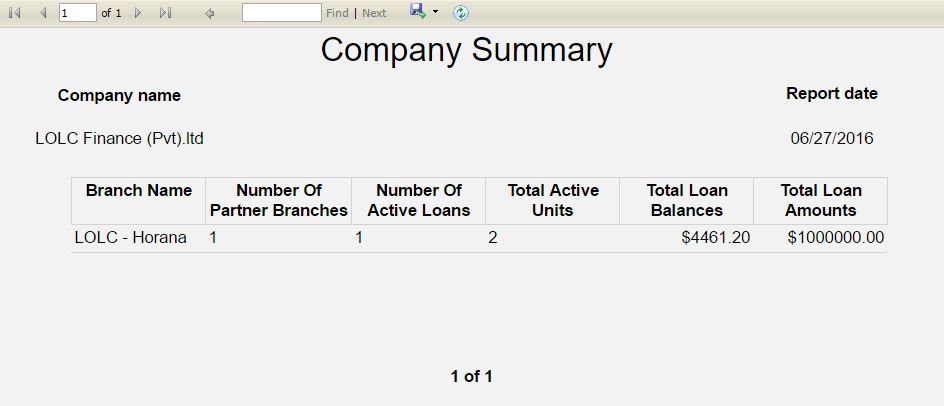 1 of 1 Find | Next
Company Summary
Company name Report date
LOLC Finance (Pvt).ltd 06/27/2016
Branch Name Number Of Partner Branches Number Of Active Loans Total Active Units Total Loan Balances Total Loan Amounts
LOLC - Horana 1 1 2 $4461.20 $1000000.00
1 of 1